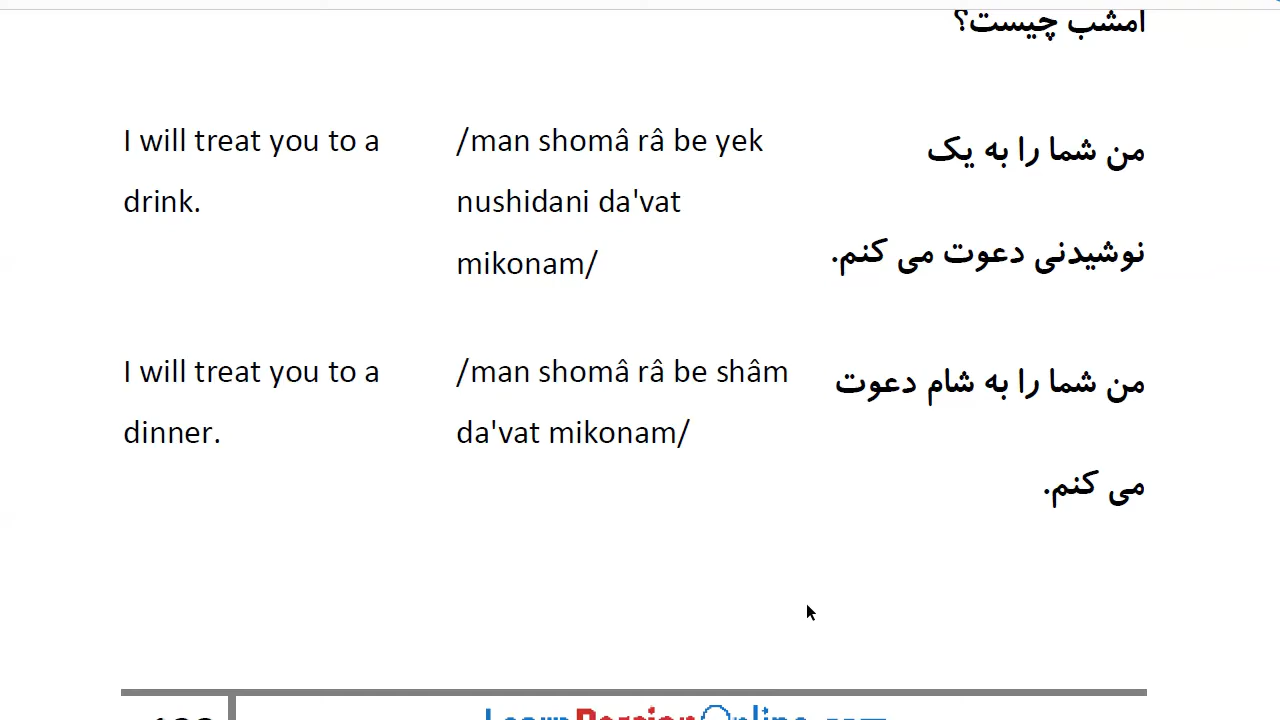 امشب چیست؟
I will treat you to a
drink.
/man shomâ râ be yek
nushidani da'vat
mikonam/
من شما را به یک
نوشیدنی دعوت می کنم.
I will treat you to a
dinner.
/man shomâ râ be shâm
da'vat mikonam/
من شما را به شام دعوت
می کنم.